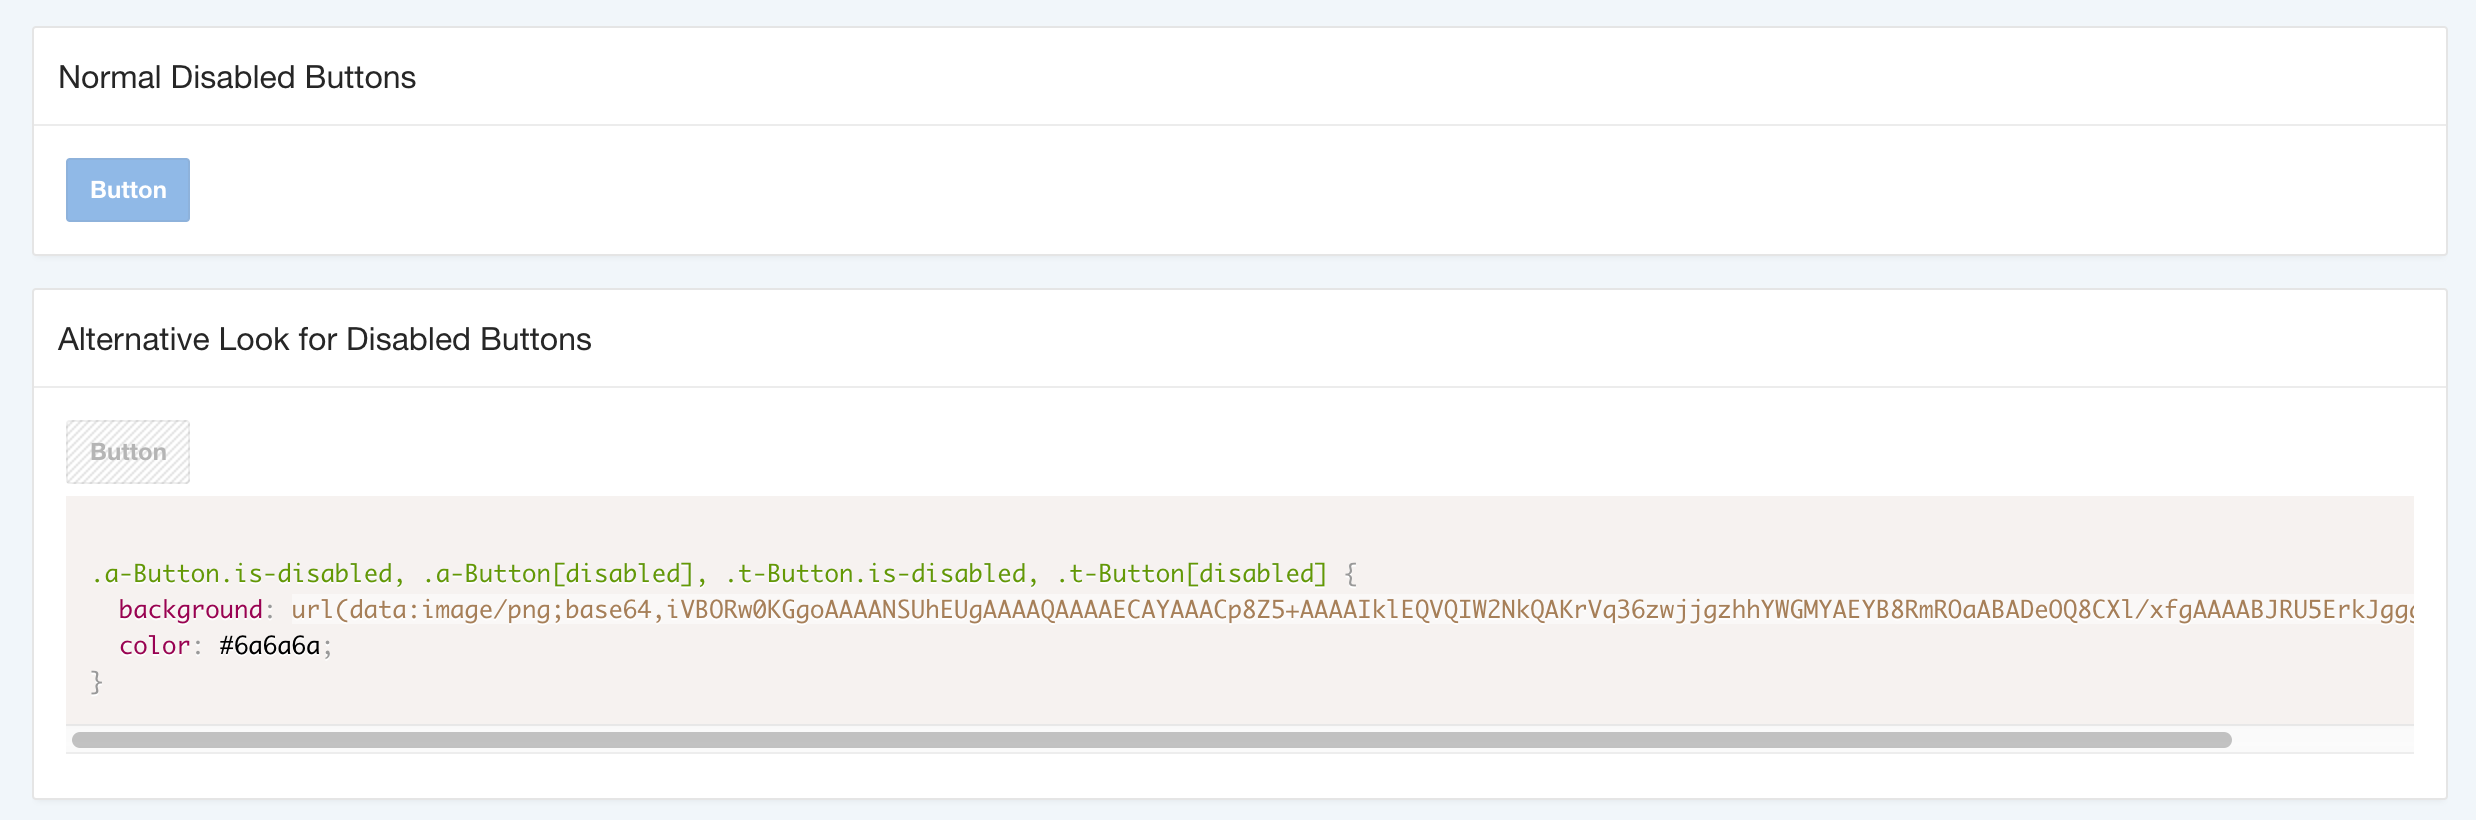 Normal Disabled Buttons
Button
Alternative Look for Disabled Buttons
Button
.a-Button.is-disabled, .a-Button[disabled], .t-Button.is-disabled, .t-Button[disabled] {
background: url(data:image/png;base64,iVBORw0KGgoAAAANSUhEUgAAAAQAAAAECAYAAACp8Z5+AAAAIklEQVQIW2NkQAKrVq36zwjjgzhhYWGMYAEYB8RmROaABADeOQ8CXl/xfgAAAABJRU5ErkJggg
color: #6a6a6a;
}